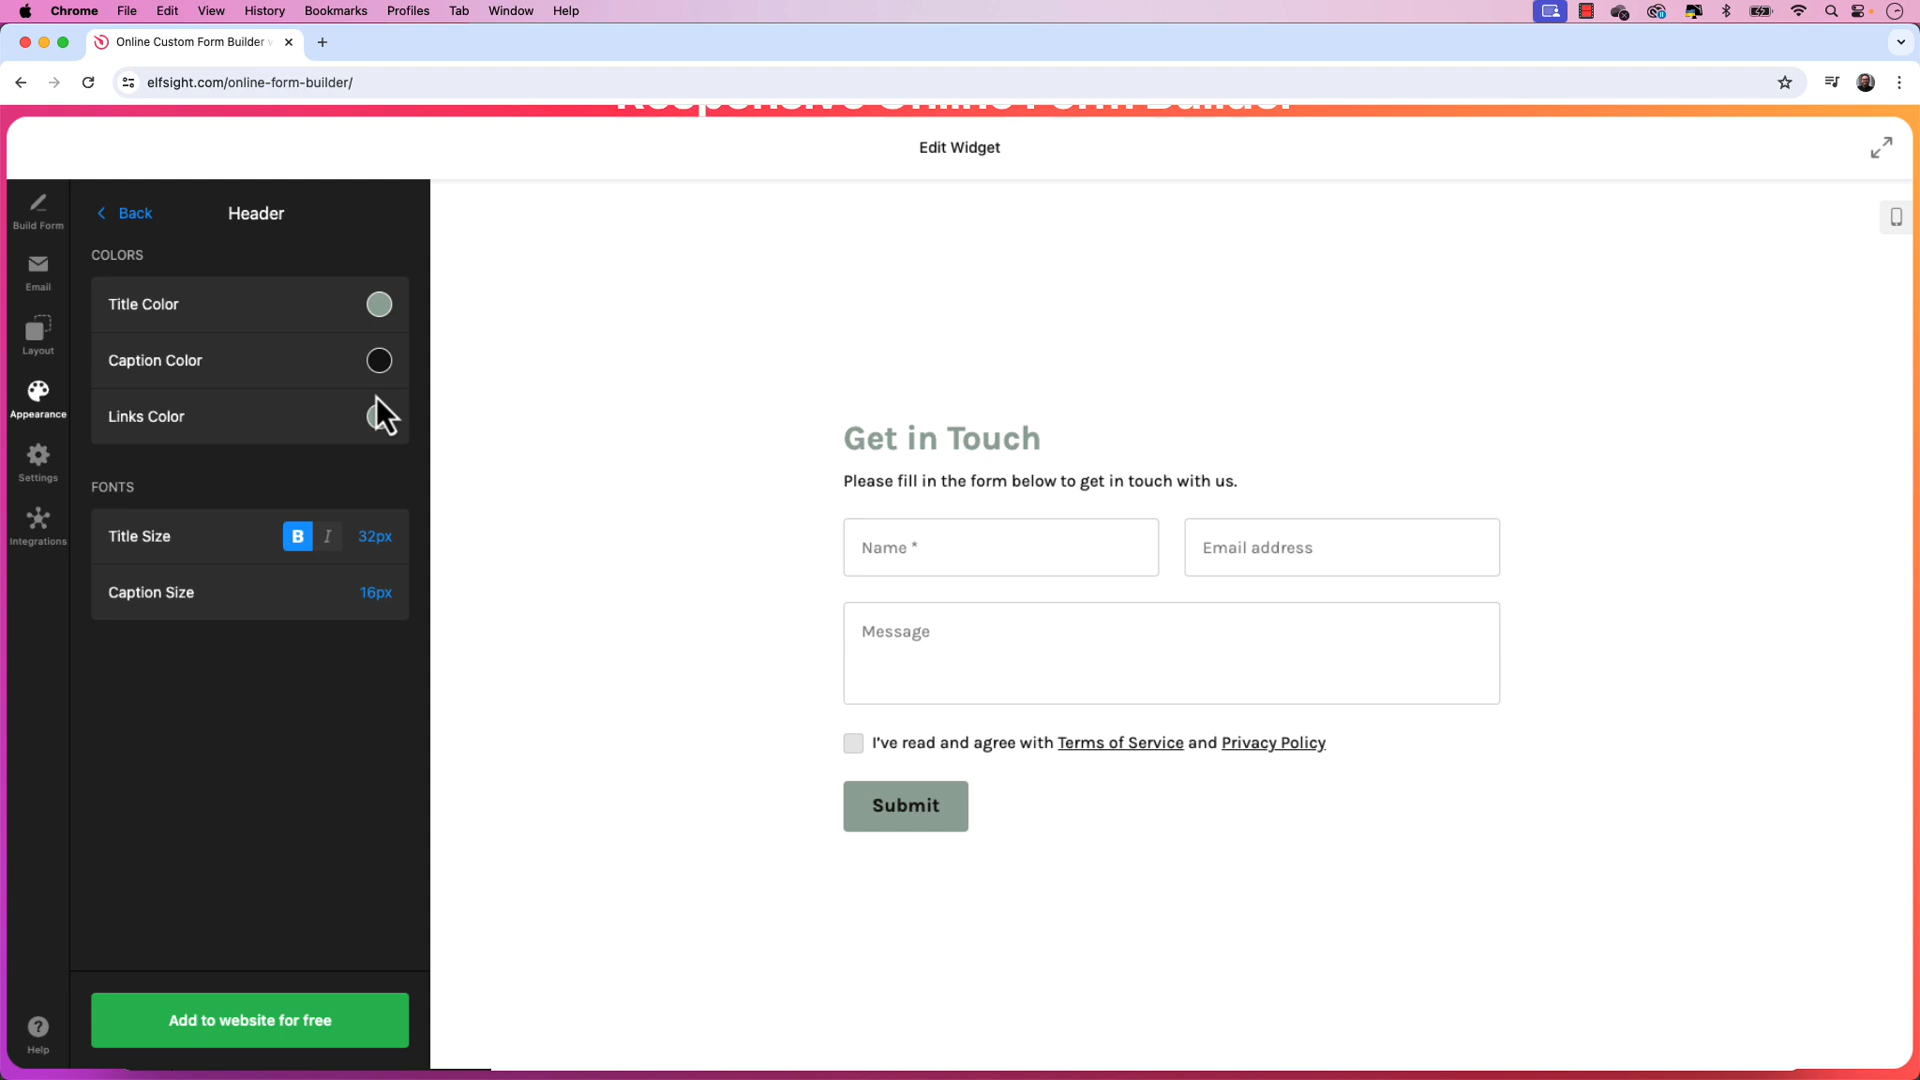 Chrome File Edit View History Bookmarks Profiles Tab Window Help
Online Custom Form Builder
elfsight.com/online-form-builder/
Responsive Online Form Builder
Edit Widget
Back
Header
Build Form
COLORS
Email
Title Color
Layout
Caption Color
Appearance
Links Color
Get in Touch
Settings
FONTS
Please fill in the form below to get in touch with us.
Integrations
Title Size B I 32px
Name *
Email address
Caption Size 16px
Message
I've read and agree with Terms of Service and Privacy Policy
Submit
Add to website for free
? Help